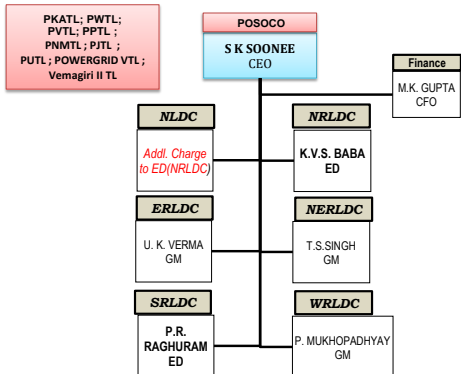 PKATL; PWTL;
PVTL; PPTL ;
PNMTL ; PJTL ;
PUTL ; POWERGRID VTL ;
Vemagiri II TL
POSOCO
S K SOONEE
CEO
Finance
M.K. GUPTA
CFO
NLDC
Addl. Charge
to ED(NRLDC)
NRLDC
K.V.S. BABA
ED
ERLDC
U. K. VERMA
GM
NERLDC
T.S.SINGH
GM
SRLDC
P.R.
RAGHURAM
ED
WRLDC
P. MUKHOPADHYAY
GM